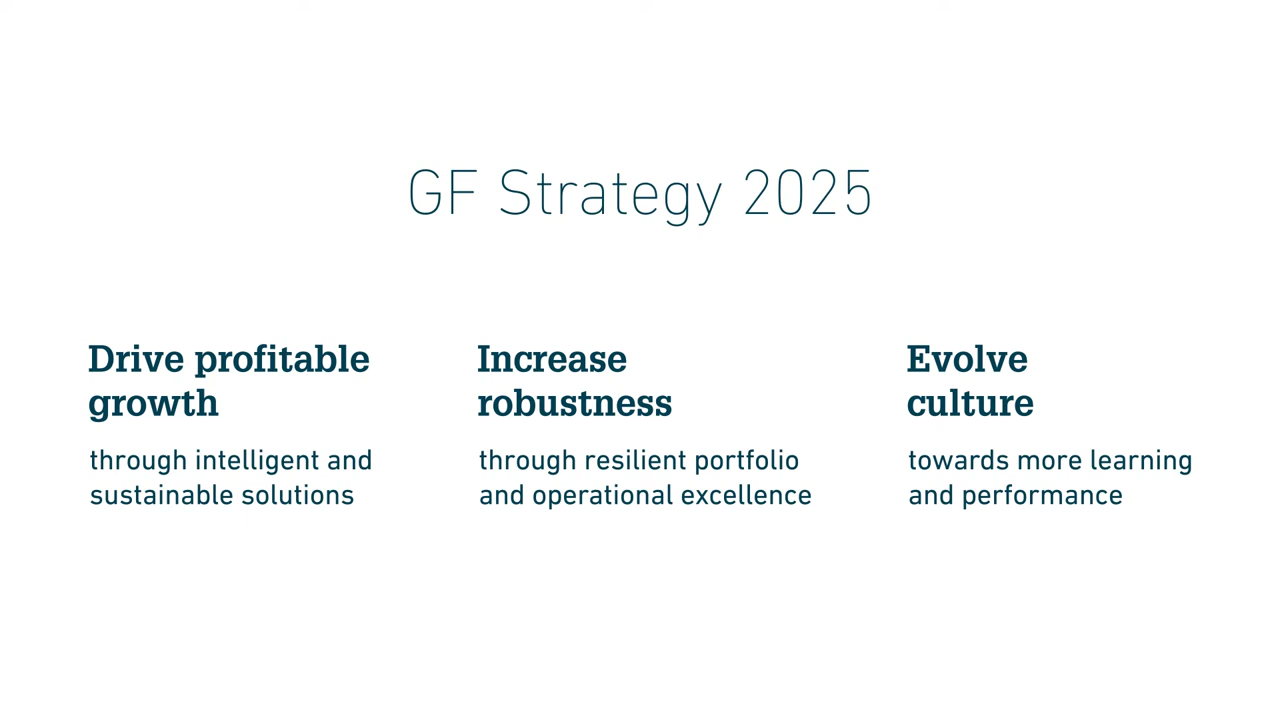 GF Strategy 2025
Drive profitable
growth
through intelligent and
sustainable solutions
Increase
robustness
through resilient portfolio
and operational excellence
Evolve
culture
towards more learning
and performance